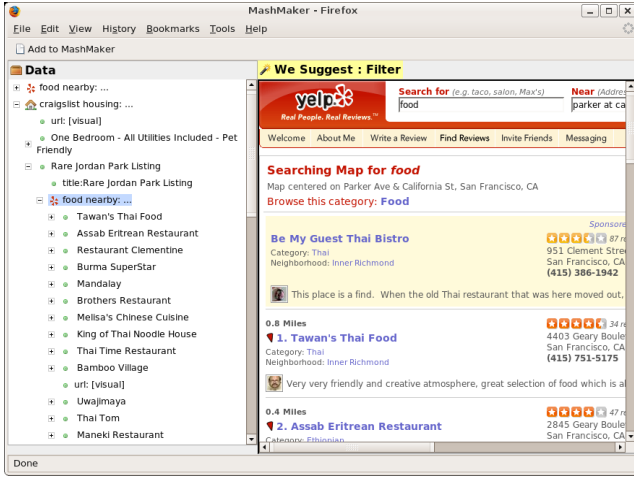 MashMaker - Firefox
File Edit View History Bookmarks Tools Help
Add to MashMaker
Data
food nearby: ...
craigslist housing: ...
url: [visual]
One Bedroom - All Utilities Included - Pet
Friendly
Rare Jordan Park Listing
title:Rare Jordan Park Listing
food nearby: ...
Tawan's Thai Food
Assab Eritrean Restaurant
Restaurant Clementine
Burma SuperStar
Mandalay
Brothers Restaurant
Melisa's Chinese Cuisine
King of Thai Noodle House
Thai Time Restaurant
Bamboo Village
url: [visual]
Uwajimaya
Thai Tom
Maneki Restaurant
We Suggest : Filter
yelp
Real People. Real Reviews.™
Search for (e.g. taco, salon, Max's) Near (Addres
food parker at ca
Welcome About Me Write a Review Find Reviews Invite Friends Messaging
Searching Map for food
Map centered on Parker Ave & California St, San Francisco, CA
Browse this category: Food
Sponsore
Be My Guest Thai Bistro 87 re
Category: Thai 951 Clement Stree
Neighborhood: Inner Richmond San Francisco, CA
(415) 386-1942
This place is a find. When the old Thai restaurant that was here moved out,
0.8 Miles 34 re
1. Tawan's Thai Food 4403 Geary Boule
Category: Thai San Francisco, CA
Neighborhood: Inner Richmond (415) 751-5175
Very very friendly and creative atmosphere, great selection of food which is al
0.4 Miles 47 re
2. Assab Eritrean Restaurant 2845 Geary Boule
Category: Ethiopian San Francisco, CA
Done